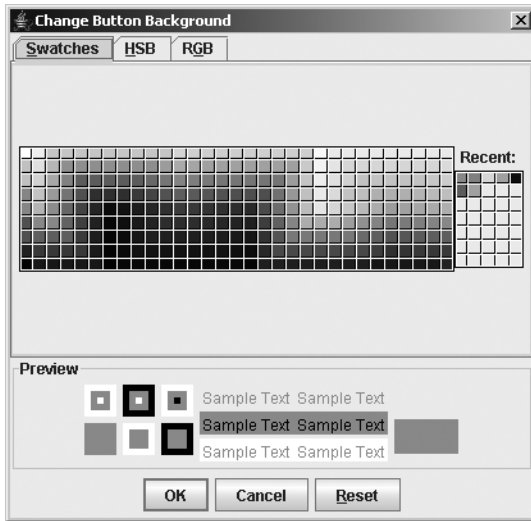 Change Button Background
Swatches HSB RGB
Recent:
Preview
Sample Text Sample Text
Sample Text Sample Text
Sample Text Sample Text
OK Cancel Reset